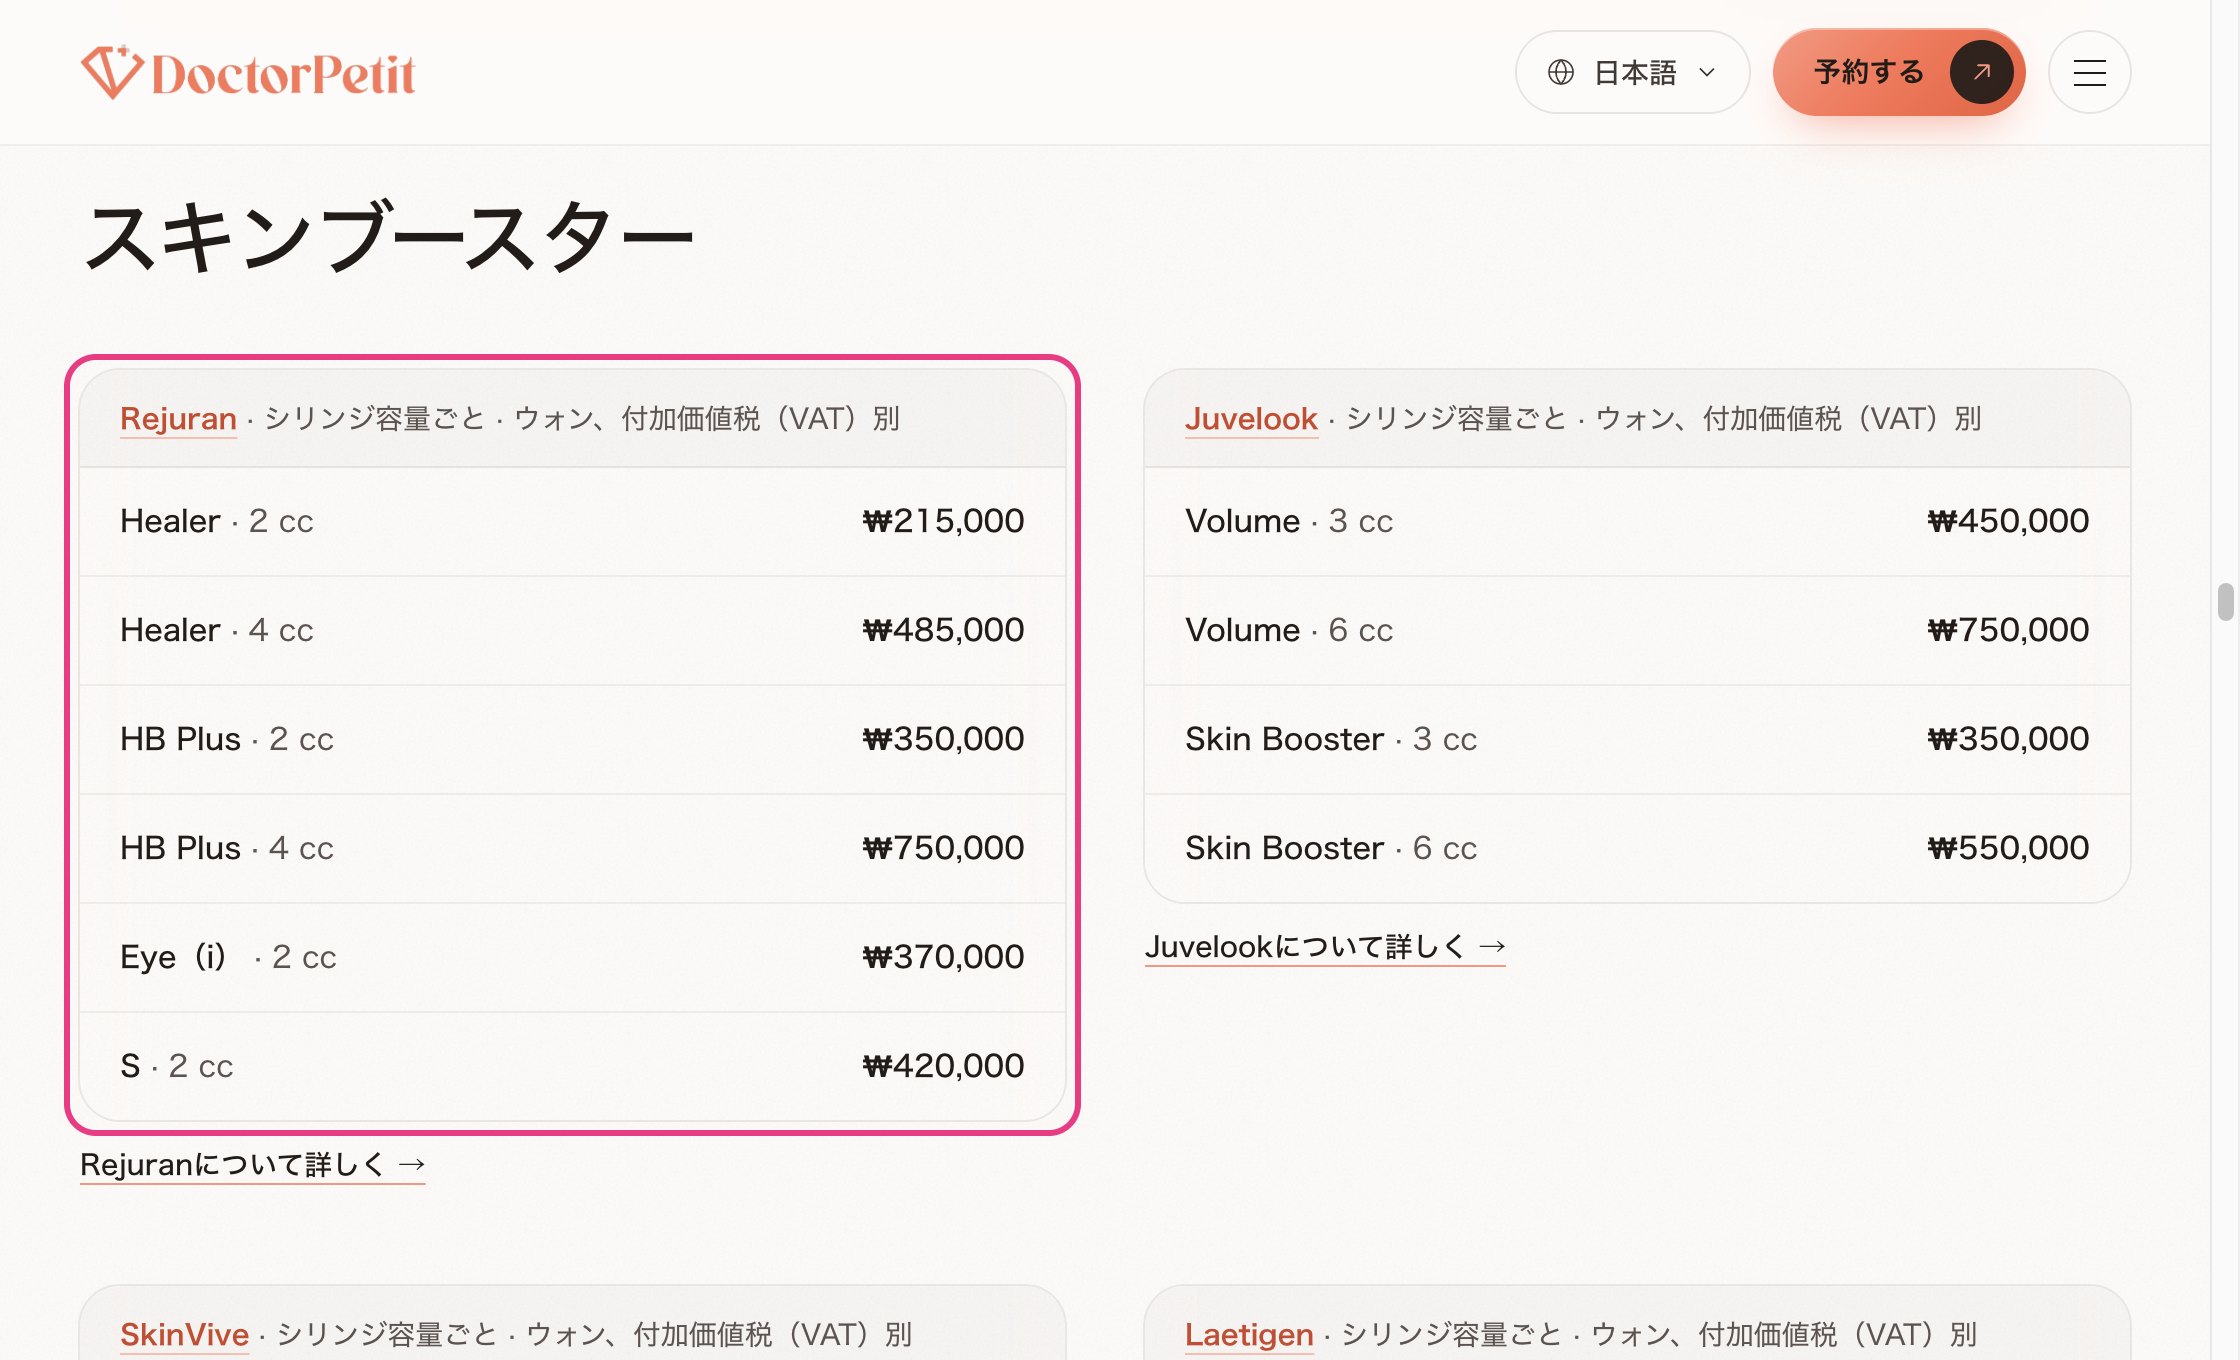 DoctorPetit
日本語
予約する
スキンブースター
Rejuran · シリンジ容量ごと · ウォン、付加価値税（VAT）別
Healer · 2 cc ₩215,000
Healer · 4 cc ₩485,000
HB Plus · 2 cc ₩350,000
HB Plus · 4 cc ₩750,000
Eye（i） · 2 cc ₩370,000
S · 2 cc ₩420,000
Rejuranについて詳しく →
Juvelook · シリンジ容量ごと · ウォン、付加価値税（VAT）別
Volume · 3 cc ₩450,000
Volume · 6 cc ₩750,000
Skin Booster · 3 cc ₩350,000
Skin Booster · 6 cc ₩550,000
Juvelookについて詳しく →
SkinVive · シリンジ容量ごと · ウォン、付加価値税（VAT）別
Laetigen · シリンジ容量ごと · ウォン、付加価値税（VAT）別